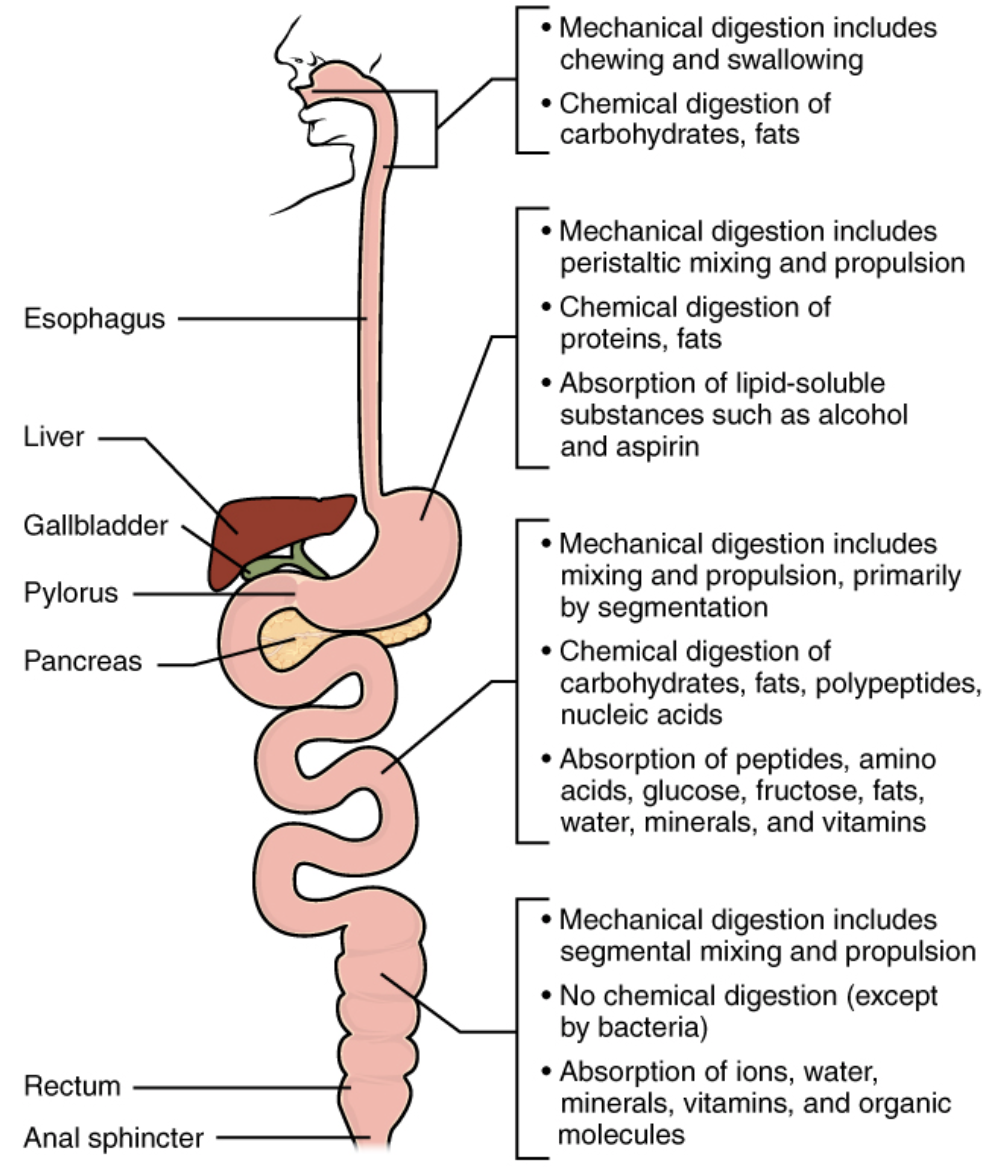 • Mechanical digestion includes
chewing and swallowing
• Chemical digestion of
carbohydrates, fats
• Mechanical digestion includes
peristaltic mixing and propulsion
• Chemical digestion of
proteins, fats
• Absorption of lipid-soluble
substances such as alcohol
and aspirin
Esophagus
Liver
Gallbladder
Pylorus
Pancreas
• Mechanical digestion includes
mixing and propulsion, primarily
by segmentation
• Chemical digestion of
carbohydrates, fats, polypeptides,
nucleic acids
• Absorption of peptides, amino
acids, glucose, fructose, fats,
water, minerals, and vitamins
• Mechanical digestion includes
segmental mixing and propulsion
• No chemical digestion (except
by bacteria)
• Absorption of ions, water,
minerals, vitamins, and organic
molecules
Rectum
Anal sphincter